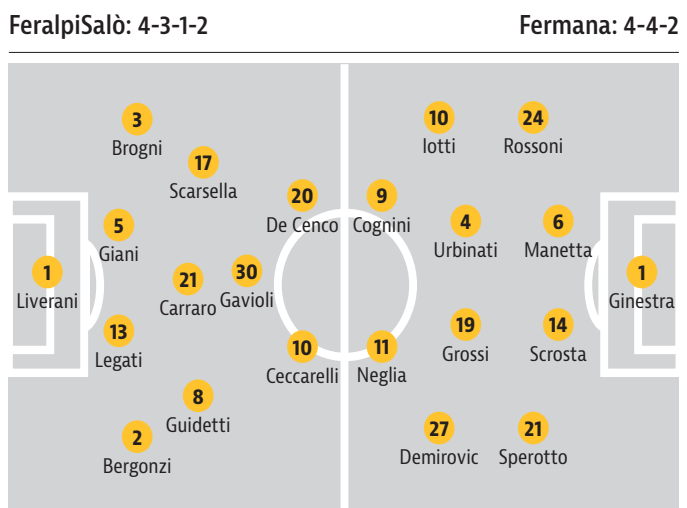 FeralpiSalò: 4-3-1-2
Fermana: 4-4-2
3
Brogni
17
Scarsella
5
Giani
20
De Cenco
1
Liverani
21
Carraro
30
Gavioli
13
Legati
10
Ceccarelli
8
Guidetti
2
Bergonzi
10
Iotti
24
Rossoni
9
Cognini
4
Urbinati
6
Manetta
1
Ginestra
11
Neglia
19
Grossi
14
Scrosta
27
Demirovic
21
Sperotto